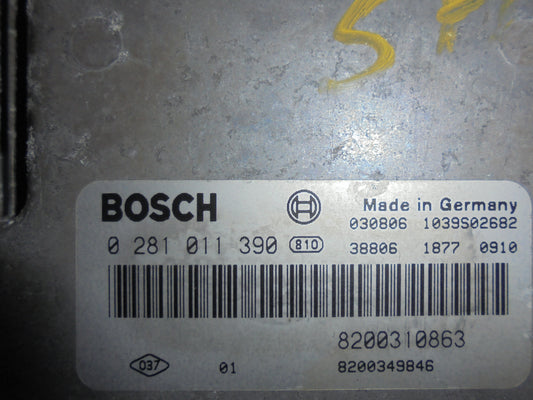 BOSCH
Made in Germany
030806 1039S02682
0 281 011 390 810
38806 1877 0910
8200310863
037 01 8200349846